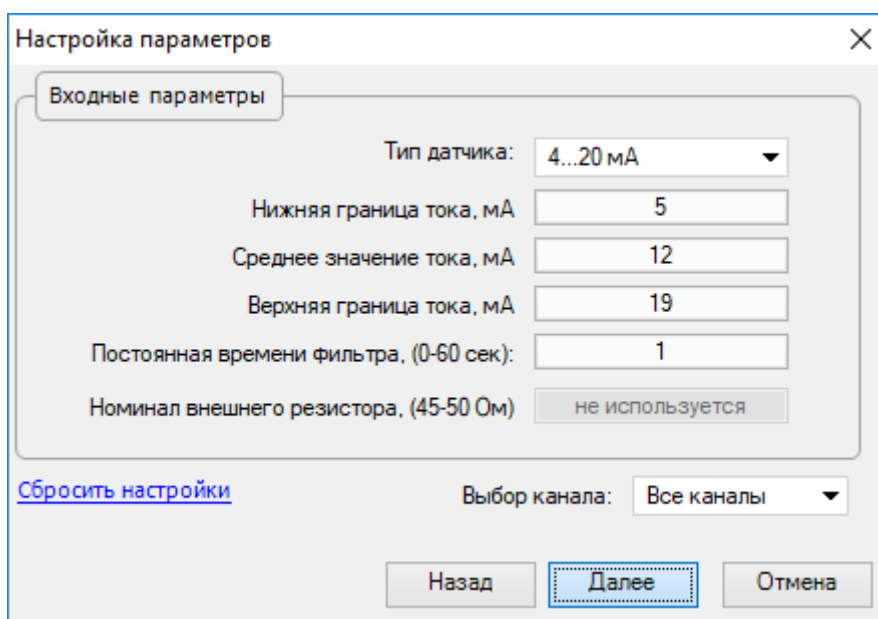 Настройка параметров
Входные параметры
Тип датчика: 4...20 мА
Нижняя граница тока, мА 5
Среднее значение тока, мА 12
Верхняя граница тока, мА 19
Постоянная времени фильтра, (0-60 сек): 1
Номинал внешнего резистора, (45-50 Ом) не используется
Сбросить настройки Выбор канала: Все каналы
Назад Далее Отмена